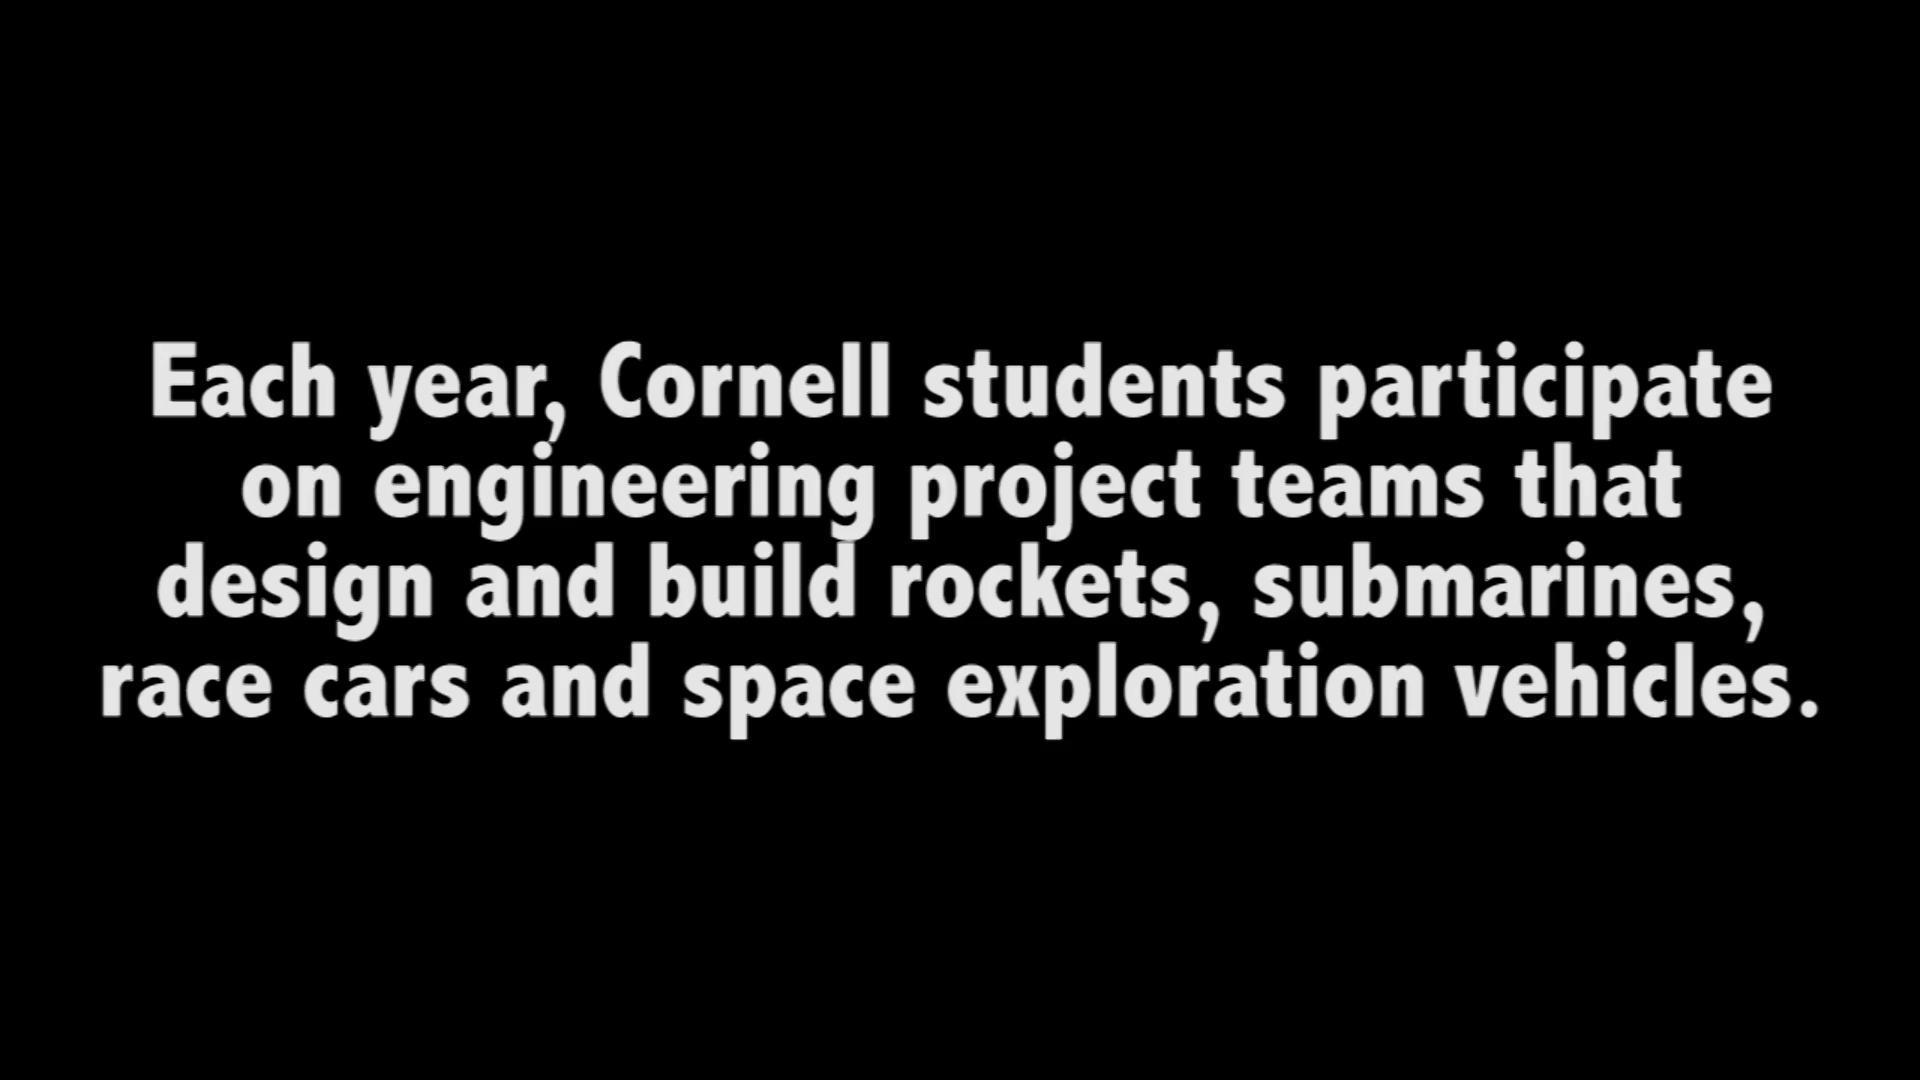 Each year, Cornell students participate
on engineering project teams that
design and build rockets, submarines,
race cars and space exploration vehicles.